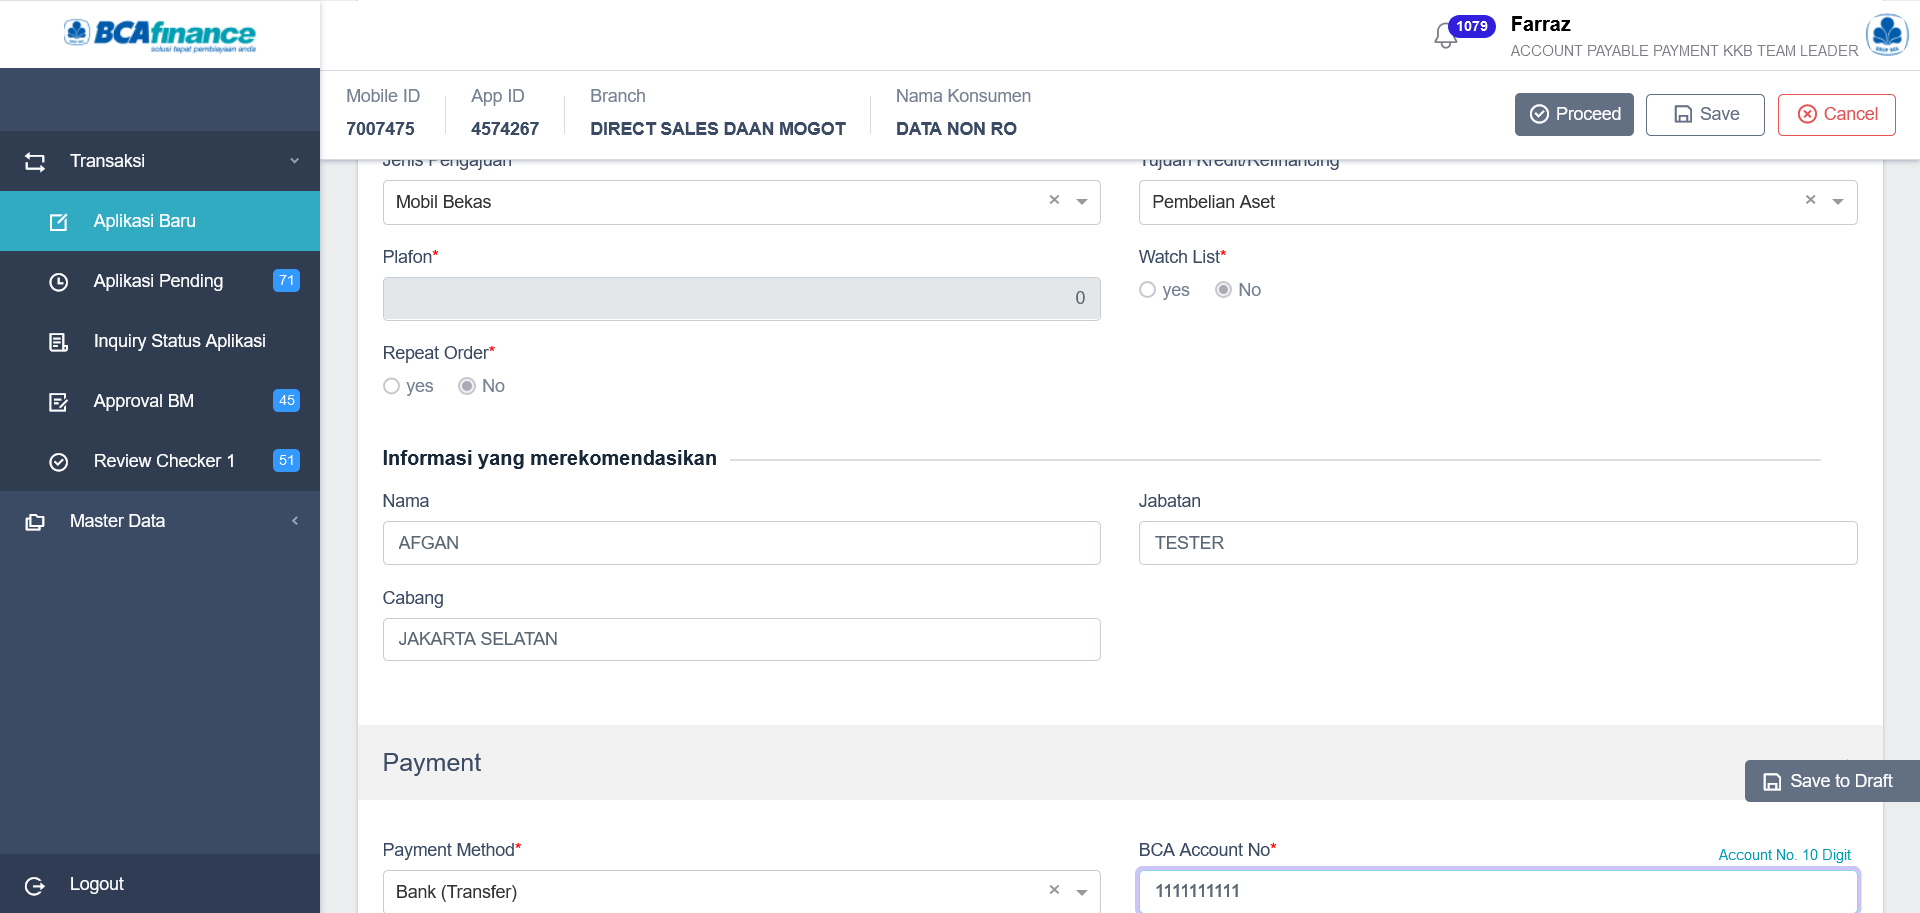 BCAfinance
solusi tepat pembiayaan anda
1079
Farraz
ACCOUNT PAYABLE PAYMENT KKB TEAM LEADER
Mobile ID
7007475
App ID
4574267
Branch
DIRECT SALES DAAN MOGOT
Nama Konsumen
DATA NON RO
Proceed
Save
Cancel
Transaksi
Aplikasi Baru
Aplikasi Pending
71
Inquiry Status Aplikasi
Approval BM
45
Review Checker 1
51
Master Data
Logout
Jenis Pengajuan
Mobil Bekas
Tujuan Kredit/Refinancing
Pembelian Aset
Plafon*
0
Watch List*
yes No
Repeat Order*
yes No
Informasi yang merekomendasikan
Nama
AFGAN
Jabatan
TESTER
Cabang
JAKARTA SELATAN
Payment
Save to Draft
Payment Method*
Bank (Transfer)
BCA Account No*
Account No. 10 Digit
1111111111